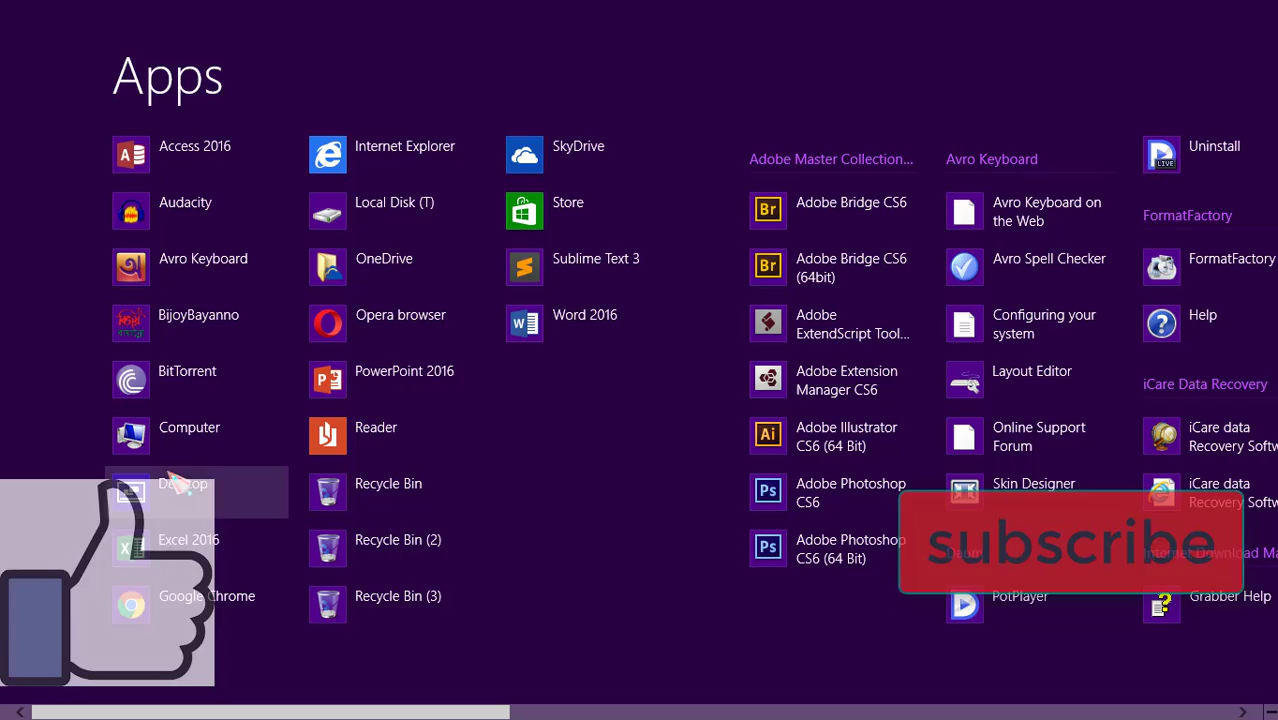 Apps
Access 2016
Audacity
Avro Keyboard
BijoyBayanno
BitTorrent
Computer
Desktop
Excel 2016
Google Chrome
Internet Explorer
Local Disk (T)
OneDrive
Opera browser
PowerPoint 2016
Reader
Recycle Bin
Recycle Bin (2)
Recycle Bin (3)
SkyDrive
Store
Sublime Text 3
Word 2016
Adobe Master Collection...
Adobe Bridge CS6
Adobe Bridge CS6
(64bit)
Adobe
ExtendScript Tool...
Adobe Extension
Manager CS6
Adobe Illustrator
CS6 (64 Bit)
Adobe Photoshop
CS6
Adobe Photoshop
CS6 (64 Bit)
Avro Keyboard
Avro Keyboard on
the Web
Avro Spell Checker
Configuring your
system
Layout Editor
Online Support
Forum
Skin Designer
Daum
PotPlayer
Uninstall
FormatFactory
FormatFactory
Help
iCare Data Recovery
iCare data
Recovery Softw
iCare data
Recovery Softw
Internet Download Ma
Grabber Help
subscribe